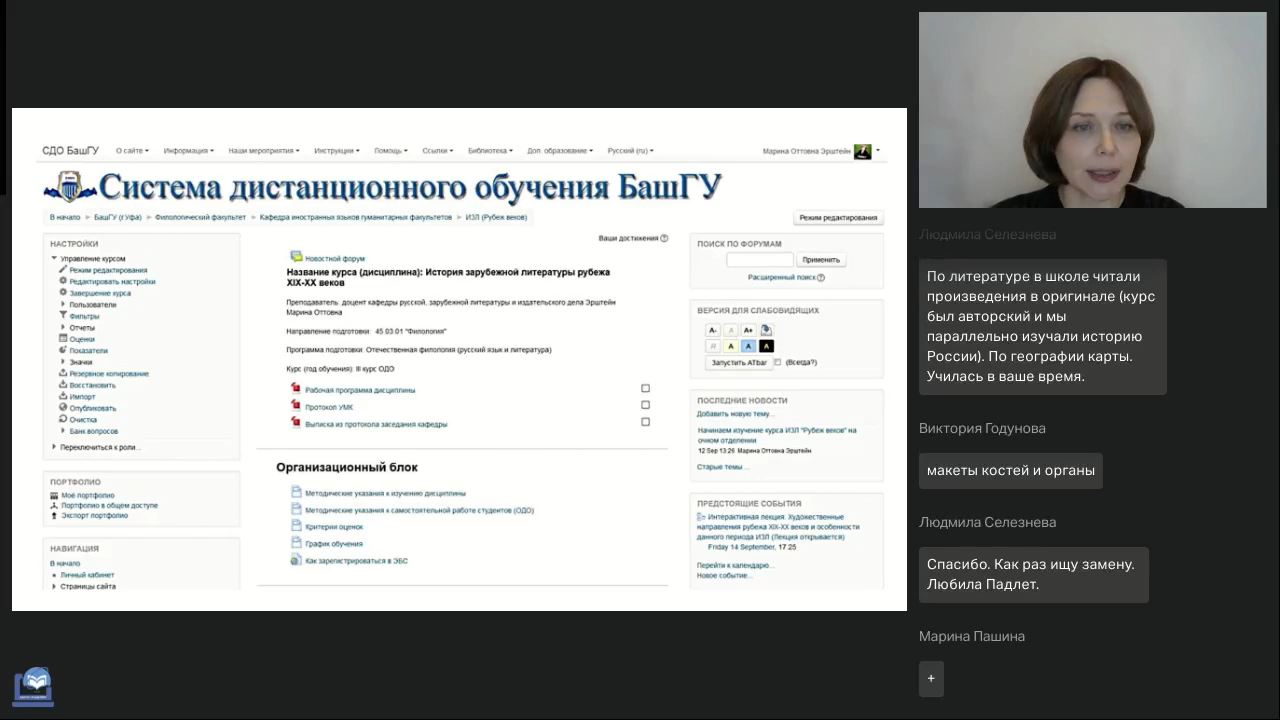 СДО БашГУ
О сайте
Информация
Наши мероприятия
Инструкции
Помощь
Ссылки
Библиотека
Доп. образование
Русский (ru)
Марина Оттовна Эрштейн
Система дистанционного обучения БашГУ
В начало
БашГУ (г.Уфа)
Филологический факультет
Кафедра иностранных языков гуманитарных факультетов
ИЗЛ (Рубеж веков)
Режим редактирования
НАСТРОЙКИ
Управление курсом
Режим редактирования
Редактировать настройки
Завершение курса
Пользователи
Фильтры
Отчеты
Оценки
Показатели
Значки
Резервное копирование
Восстановить
Импорт
Опубликовать
Очистка
Банк вопросов
Переключиться к роли...
ПОРТФОЛИО
Моё портфолио
Портфолио в общем доступе
Экспорт портфолио
НАВИГАЦИЯ
В начало
Личный кабинет
Страницы сайта
Ваши достижения
Новостной форум
Название курса (дисциплина): История зарубежной литературы рубежа
XIX-XX веков
Преподаватель: доцент кафедры русской, зарубежной литературы и издательского дела Эрштейн
Марина Оттовна
Направление подготовки: 45 03.01 "Филология"
Программа подготовки: Отечественная филология (русский язык и литература)
Курс (год обучения): III курс ОДО
Рабочая программа дисциплины
Протокол УМК
Выписка из протокола заседания кафедры
Организационный блок
Методические указания к изучению дисциплины
Методические указания к самостоятельной работе студентов (ОДО)
Критерии оценок
График обучения
Как зарегистрироваться в ЭБС
ПОИСК ПО ФОРУМАМ
Применить
Расширенный поиск
ВЕРСИЯ ДЛЯ СЛАБОВИДЯЩИХ
A- A A+
R A A A
Запустить ATbar (Всегда?)
ПОСЛЕДНИЕ НОВОСТИ
Добавить новую тему...
Начинаем изучение курса ИЗЛ "Рубеж веков" на
очном отделении
12 Sep 13:26 Марина Оттовна Эрштейн
Старые темы ...
ПРЕДСТОЯЩИЕ СОБЫТИЯ
Интерактивная лекция: Художественные
направления рубежа XIX-XX веков и особенности
данного периода ИЗЛ (Лекция открывается)
Friday 14 September, 17:25
Перейти к календарю...
Новое событие...
Людмила Селезнева
По литературе в школе читали
произведения в оригинале (курс
был авторский и мы
параллельно изучали историю
России). По географии карты.
Училась в ваше время.
Виктория Годунова
макеты костей и органы
Людмила Селезнева
Спасибо. Как раз ищу замену.
Любила Падлет.
Марина Пашина
+